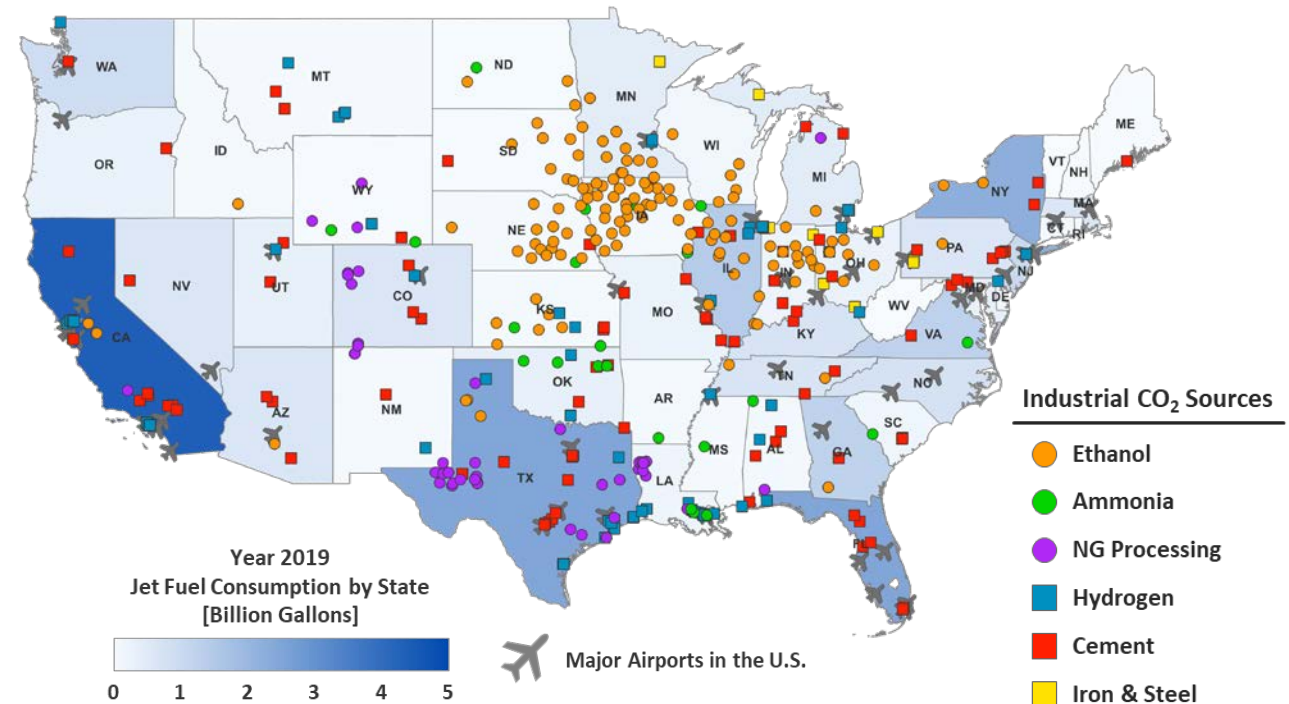 WA
MT
ND
MN
ME
OR
ID
SD
WI
VT
NH
WY
MI
NY
MA
IA
CT
RI
NE
PA
NV
UT
CO
IL
IN
OH
NJ
MD
DE
CA
KS
MO
KY
WV
VA
AZ
NM
OK
AR
TN
NC
SC
TX
LA
MS
AL
GA
FL
Industrial CO₂ Sources
Ethanol
Ammonia
NG Processing
Hydrogen
Cement
Iron & Steel
Year 2019
Jet Fuel Consumption by State
[Billion Gallons]
0 1 2 3 4 5
Major Airports in the U.S.